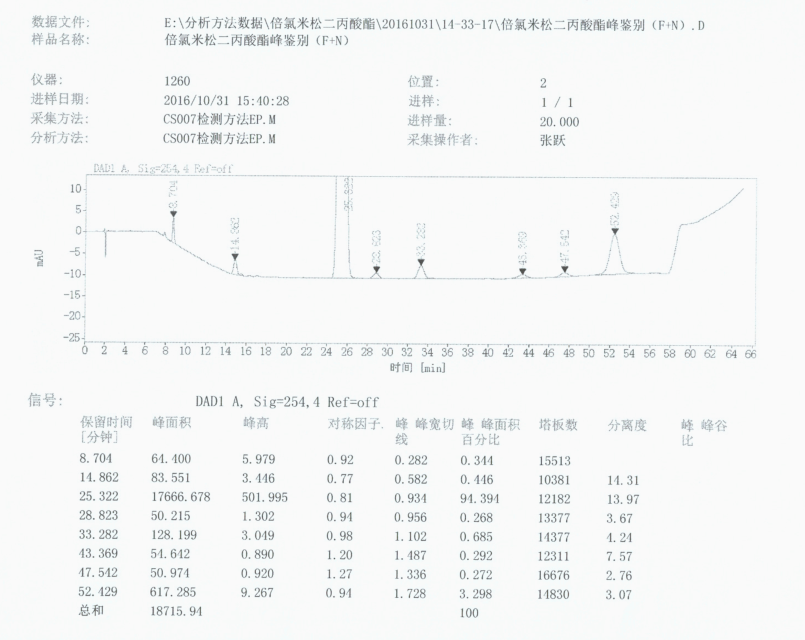 数据文件: E:\分析方法数据\倍氯米松二丙酸酯\20161031\14-33-17\倍氯米松二丙酸酯峰鉴别（F+N）.D
样品名称: 倍氯米松二丙酸酯峰鉴别（F+N）
仪器: 1260 位置: 2
进样日期: 2016/10/31 15:40:28 进样: 1 / 1
采集方法: CS007检测方法EP.M 进样量: 20.000
分析方法: CS007检测方法EP.M 采集操作者: 张跃
DAD1 A, Sig=254,4 Ref=off
mAU
10
5
0
-5
-10
-15
-20
-25
8.704
14.862
28.823
33.282
43.369
47.542
52.429
0 2 4 6 8 10 12 14 16 18 20 22 24 26 28 30 32 34 36 38 40 42 44 46 48 50 52 54 56 58 60 62 64 66
时间 [min]
信号: DAD1 A, Sig=254,4 Ref=off
保留时间 峰面积 峰高 对称因子. 峰 峰宽切 峰 峰面积 塔板数 分离度 峰 峰谷
[分钟] 线 百分比 比
8.704 64.400 5.979 0.92 0.282 0.344 15513
14.862 83.551 3.446 0.77 0.582 0.446 10381 14.31
25.322 17666.678 501.995 0.81 0.934 94.394 12182 13.97
28.823 50.215 1.302 0.94 0.956 0.268 13377 3.67
33.282 128.199 3.049 0.98 1.102 0.685 14377 4.24
43.369 54.642 0.890 1.20 1.487 0.292 12311 7.57
47.542 50.974 0.920 1.27 1.336 0.272 16676 2.76
52.429 617.285 9.267 0.94 1.728 3.298 14830 3.07
总和 18715.94 100